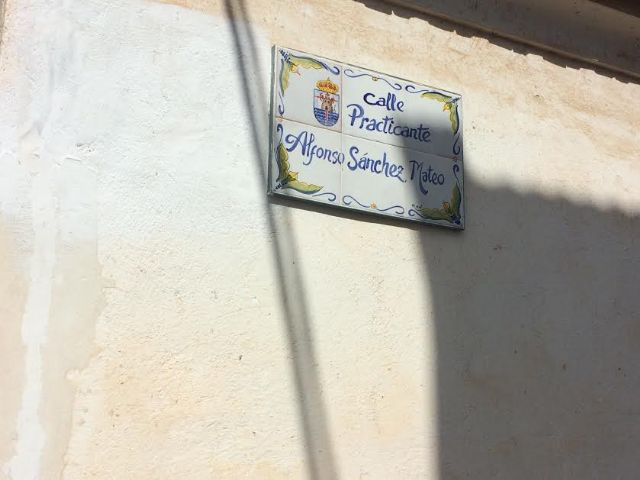 Calle
Practicante
Alfonso Sánchez Mateo